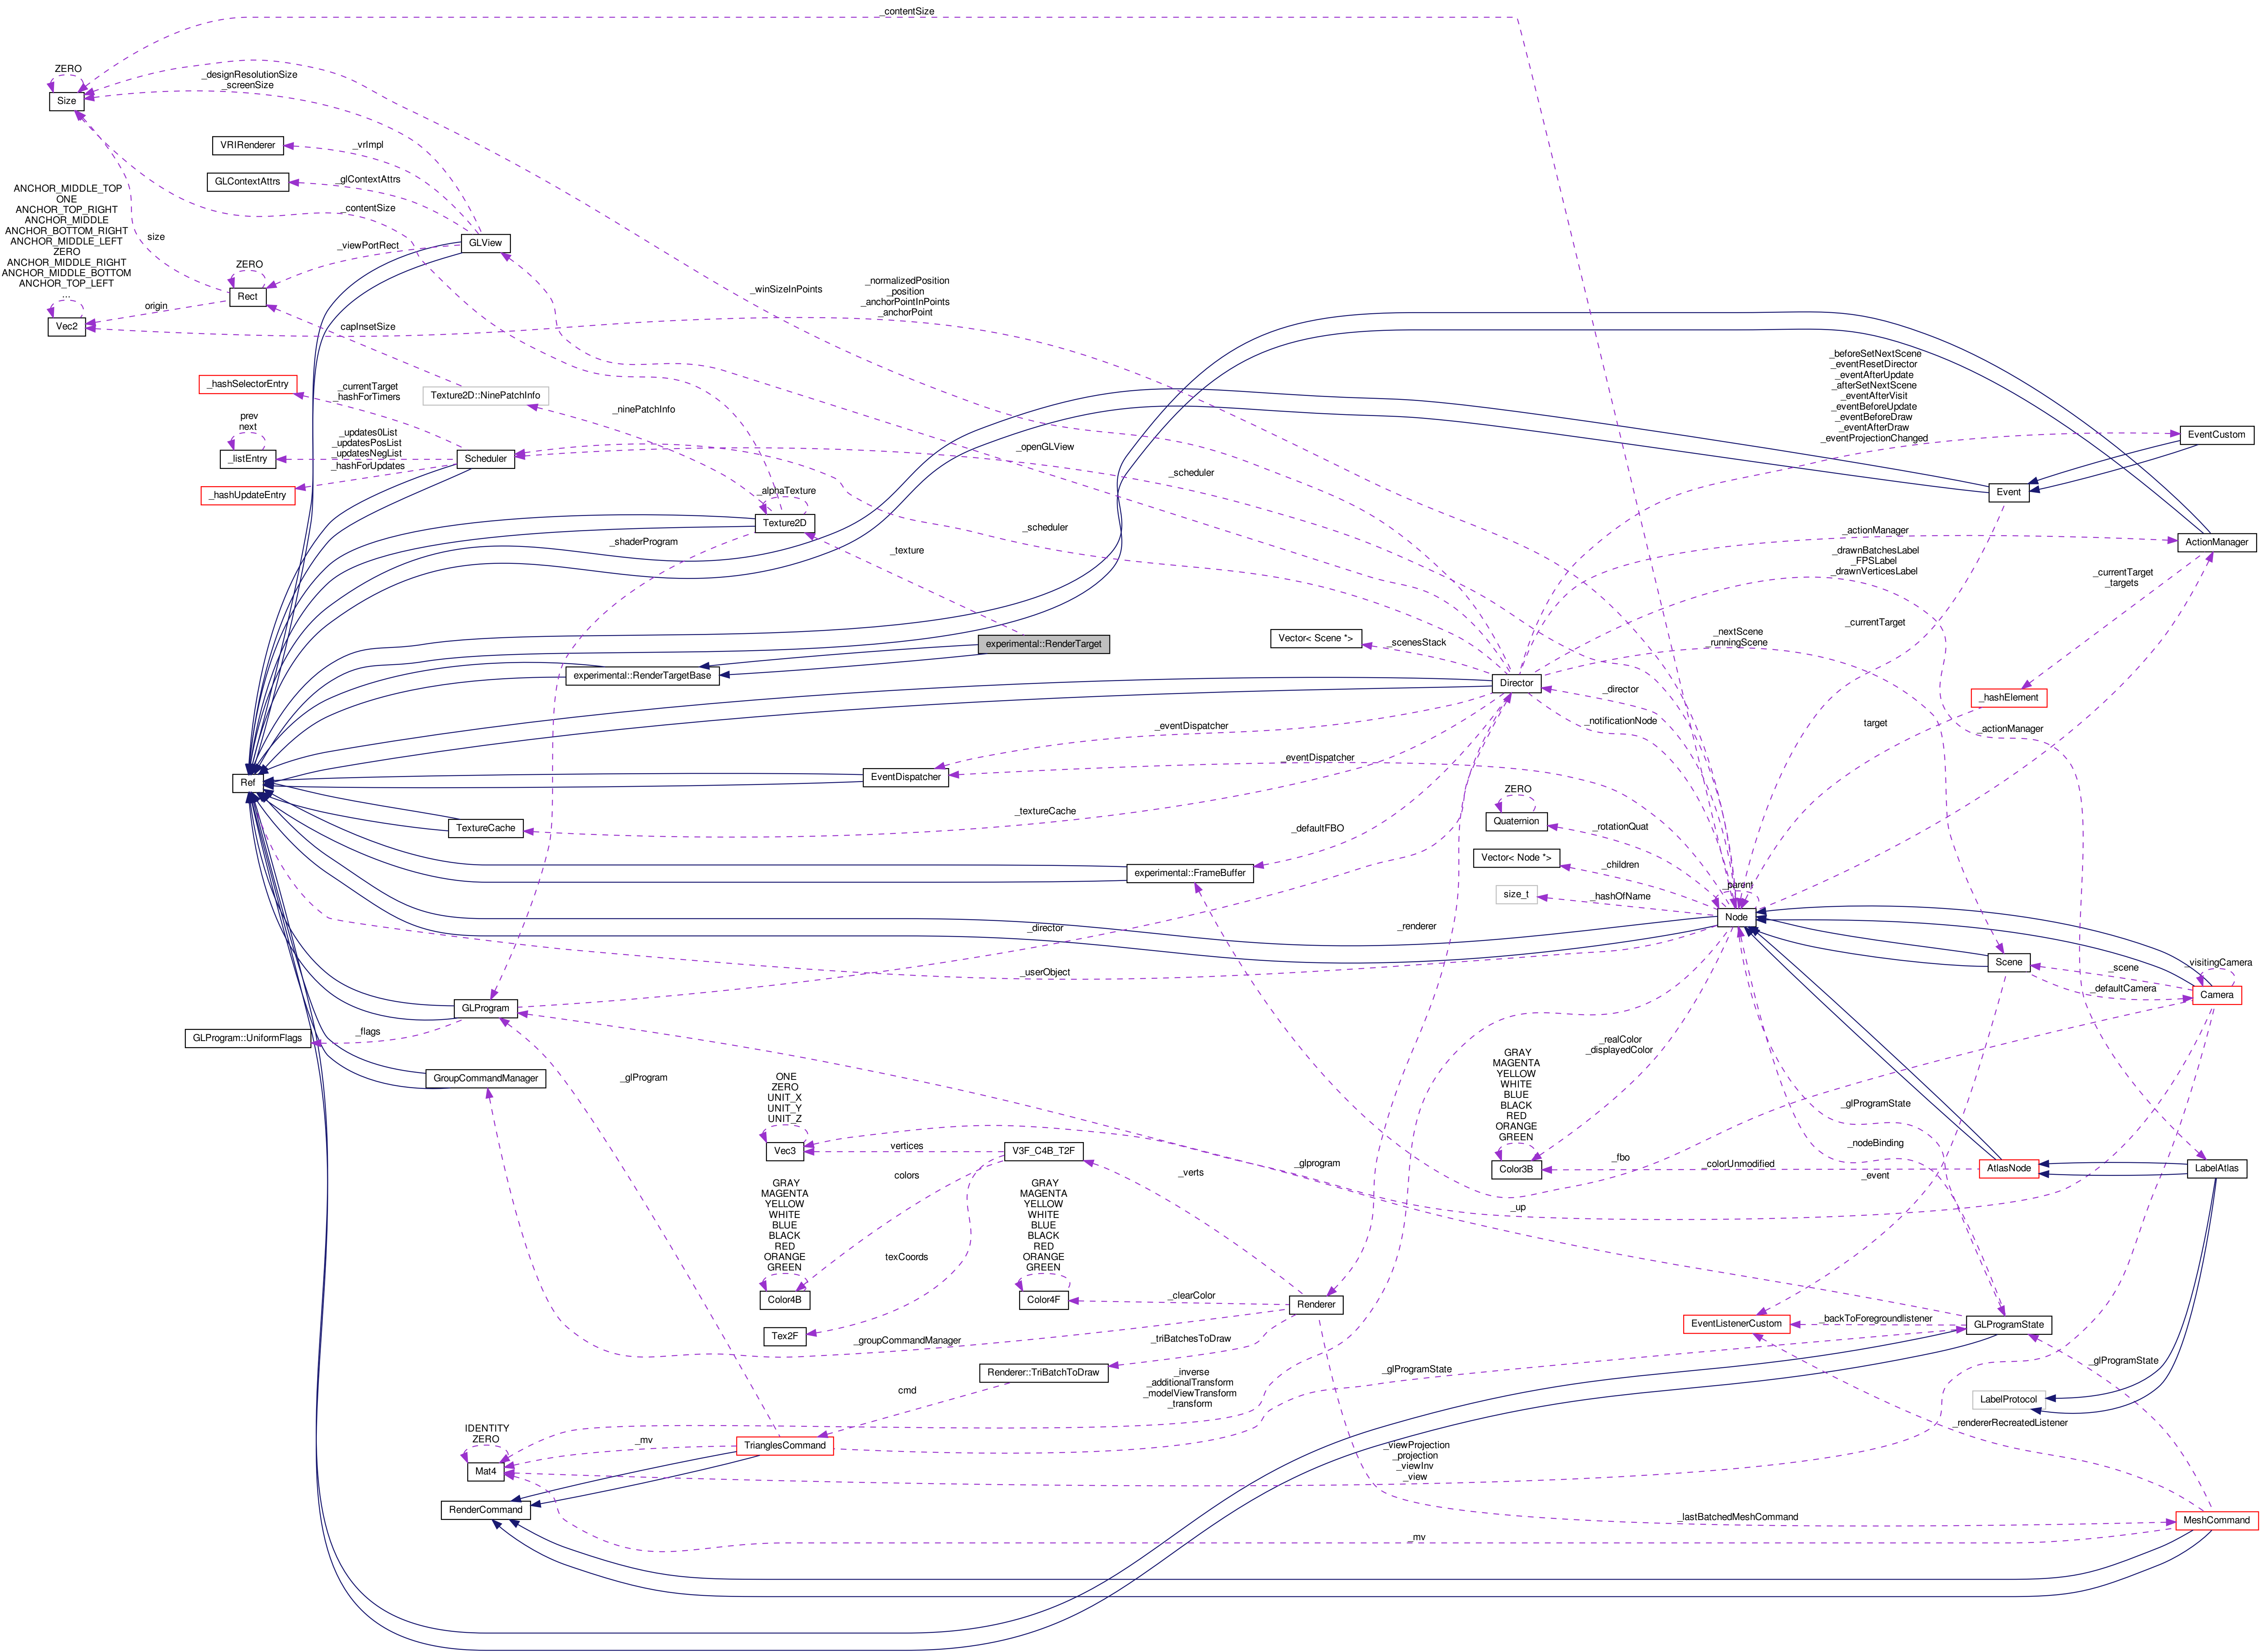 _contentSize
ZERO
Size
_designResolutionSize
_screenSize
VRIRenderer
_vrImpl
GLContextAttrs
_glContextAttrs
ANCHOR_MIDDLE_TOP
ONE
ANCHOR_TOP_RIGHT
ANCHOR_MIDDLE
ANCHOR_BOTTOM_RIGHT
ANCHOR_MIDDLE_LEFT
ZERO
ANCHOR_MIDDLE_RIGHT
ANCHOR_MIDDLE_BOTTOM
ANCHOR_TOP_LEFT
...
Vec2
size
_contentSize
GLView
_viewPortRect
ZERO
Rect
origin
capInsetSize
_winSizeInPoints
_normalizedPosition
_position
_anchorPointInPoints
_anchorPoint
_hashSelectorEntry
_currentTarget
_hashForTimers
Texture2D::NinePatchInfo
_ninePatchInfo
prev
next
_listEntry
_updates0List
_updatesPosList
_updatesNegList
_hashForUpdates
_hashUpdateEntry
Scheduler
_openGLView
_scheduler
_beforeSetNextScene
_eventResetDirector
_eventAfterUpdate
_afterSetNextScene
_eventAfterVisit
_eventBeforeUpdate
_eventBeforeDraw
_eventAfterDraw
_eventProjectionChanged
EventCustom
Event
_alphaTexture
Texture2D
_shaderProgram
_texture
_scheduler
_actionManager
ActionManager
_drawnBatchesLabel
_FPSLabel
_drawnVerticesLabel
_currentTarget
_targets
_currentTarget
experimental::RenderTarget
Vector< Scene *>
_scenesStack
_nextScene
_runningScene
experimental::RenderTargetBase
Director
_director
_hashElement
target
_notificationNode
_actionManager
_eventDispatcher
_eventDispatcher
EventDispatcher
Ref
TextureCache
_textureCache
_defaultFBO
ZERO
Quaternion
_rotationQuat
Vector< Node *>
_children
experimental::FrameBuffer
size_t
_hashOfName
_parent
Node
_director
_renderer
_userObject
Scene
_scene
_visitingCamera
_defaultCamera
Camera
GLProgram
GLProgram::UniformFlags
_flags
GroupCommandManager
_glProgram
_realColor
_displayedColor
GRAY
MAGENTA
YELLOW
WHITE
BLUE
BLACK
RED
ORANGE
GREEN
Color3B
ONE
ZERO
UNIT_X
UNIT_Y
UNIT_Z
Vec3
vertices
V3F_C4B_T2F
_verts
_glprogram
_fbo
_colorUnmodified
_glProgramState
_nodeBinding
_event
AtlasNode
LabelAtlas
GRAY
MAGENTA
YELLOW
WHITE
BLUE
BLACK
RED
ORANGE
GREEN
Color4B
colors
texCoords
GRAY
MAGENTA
YELLOW
WHITE
BLUE
BLACK
RED
ORANGE
GREEN
Color4F
_up
_clearColor
Renderer
Tex2F
_groupCommandManager
_triBatchesToDraw
EventListenerCustom
_backToForegroundlistener
GLProgramState
Renderer::TriBatchToDraw
cmd
_inverse
_additionalTransform
_modelViewTransform
_transform
_glProgramState
_glProgramState
LabelProtocol
_rendererRecreatedListener
IDENTITY
ZERO
Mat4
_mv
TrianglesCommand
_viewProjection
_projection
_viewInv
_view
RenderCommand
_lastBatchedMeshCommand
MeshCommand
_mv